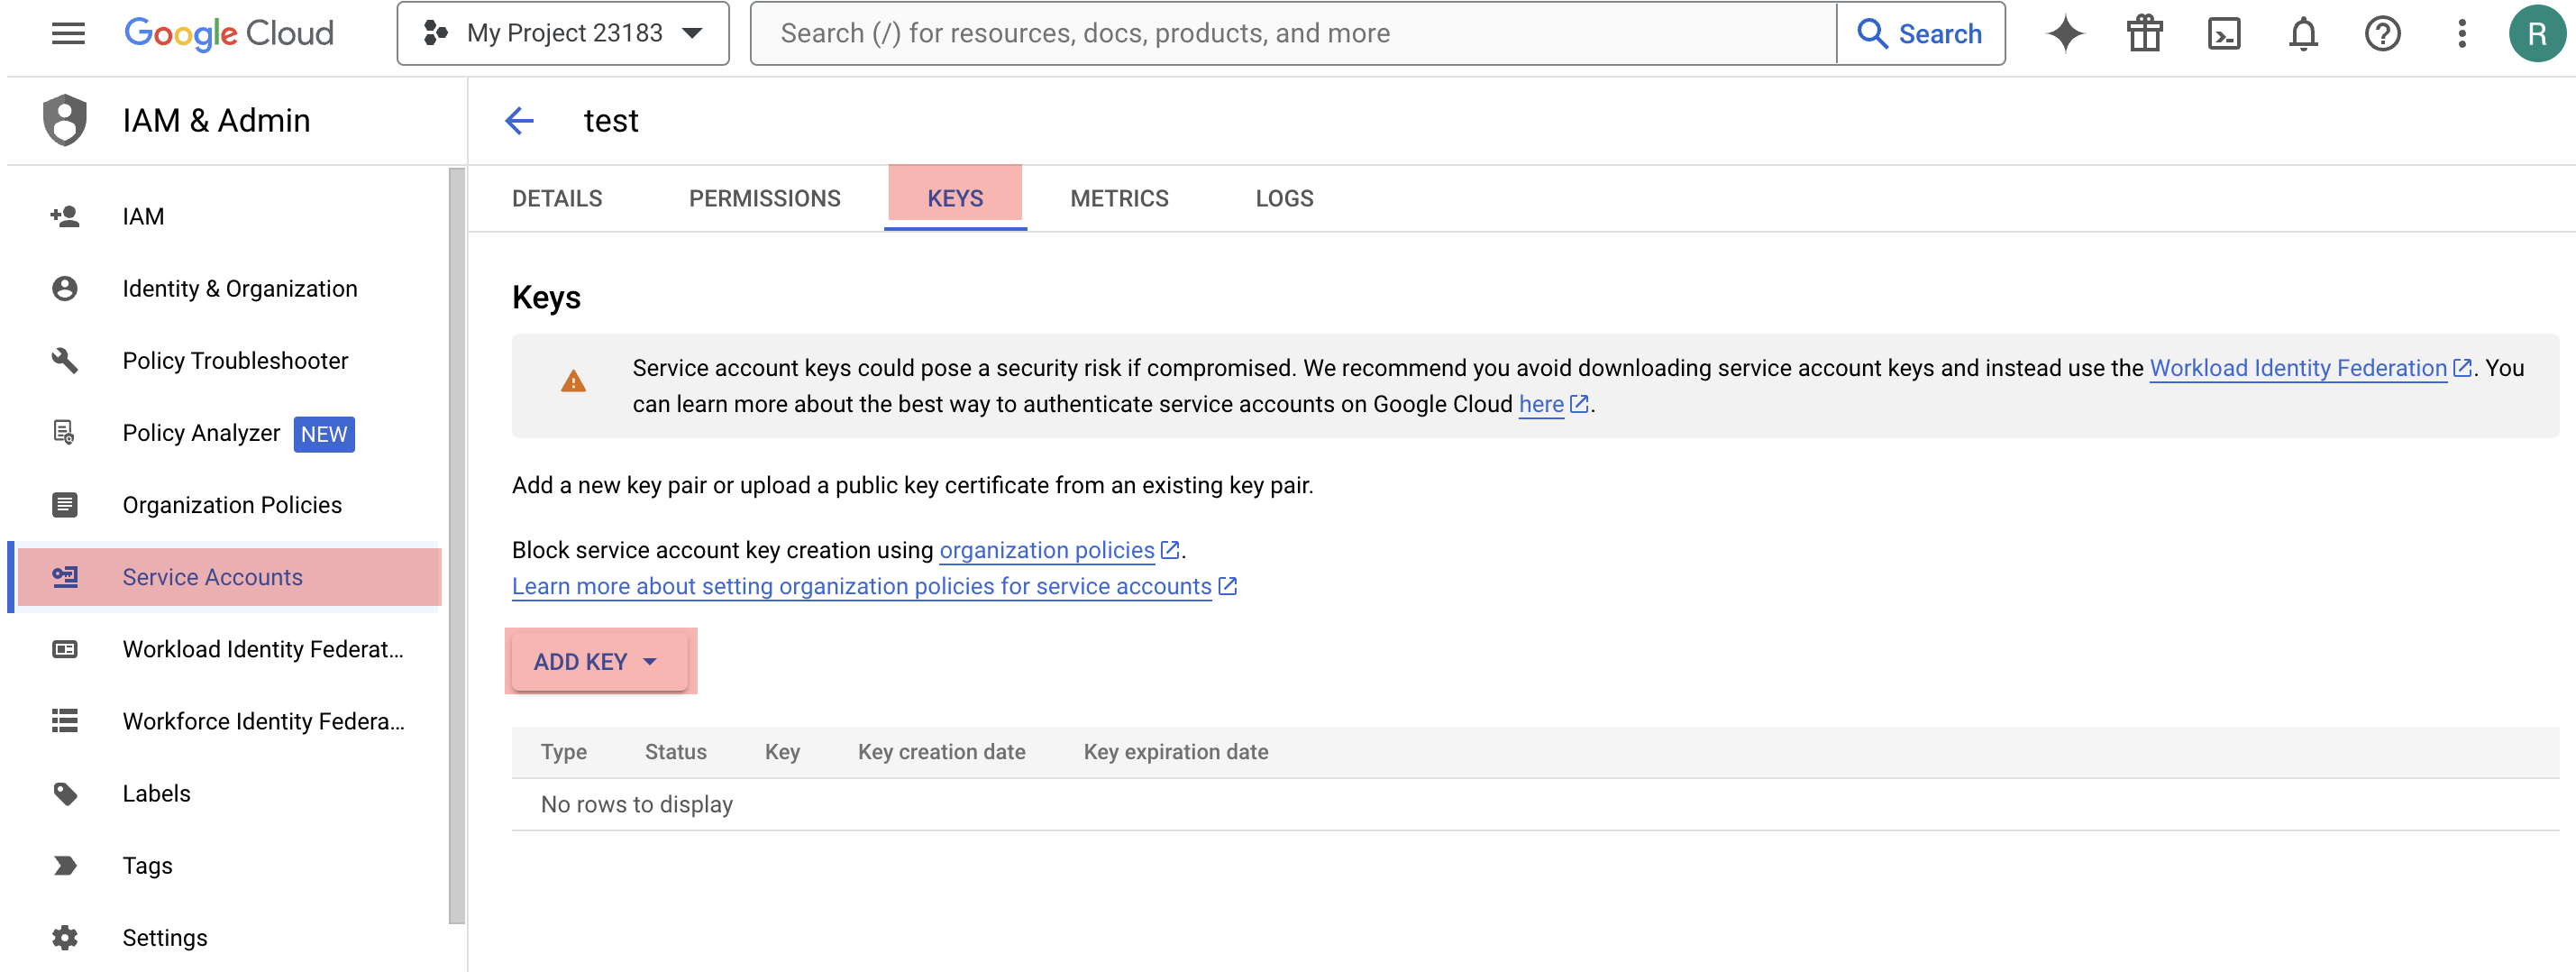 Google Cloud
My Project 23183
Search (/) for resources, docs, products, and more
Search
R
IAM & Admin
test
IAM
Identity & Organization
Policy Troubleshooter
Policy Analyzer NEW
Organization Policies
Service Accounts
Workload Identity Federat...
Workforce Identity Federa...
Labels
Tags
Settings
DETAILS PERMISSIONS KEYS METRICS LOGS
Keys
Service account keys could pose a security risk if compromised. We recommend you avoid downloading service account keys and instead use the Workload Identity Federation. You
can learn more about the best way to authenticate service accounts on Google Cloud here.
Add a new key pair or upload a public key certificate from an existing key pair.
Block service account key creation using organization policies.
Learn more about setting organization policies for service accounts
ADD KEY
Type Status Key Key creation date Key expiration date
No rows to display